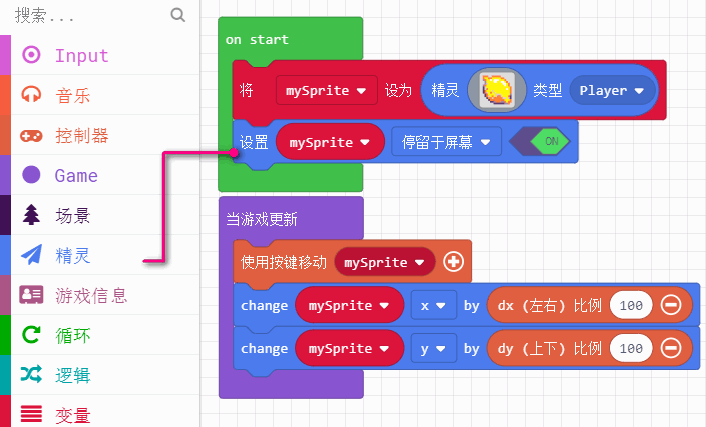 搜索...
Input
音乐
控制器
Game
场景
精灵
游戏信息
循环
逻辑
变量
on start
将 mySprite 设为 精灵 类型 Player
设置 mySprite 停留于屏幕 ON
当游戏更新
使用按键移动 mySprite
change mySprite x by dx (左右) 比例 100
change mySprite y by dy (上下) 比例 100